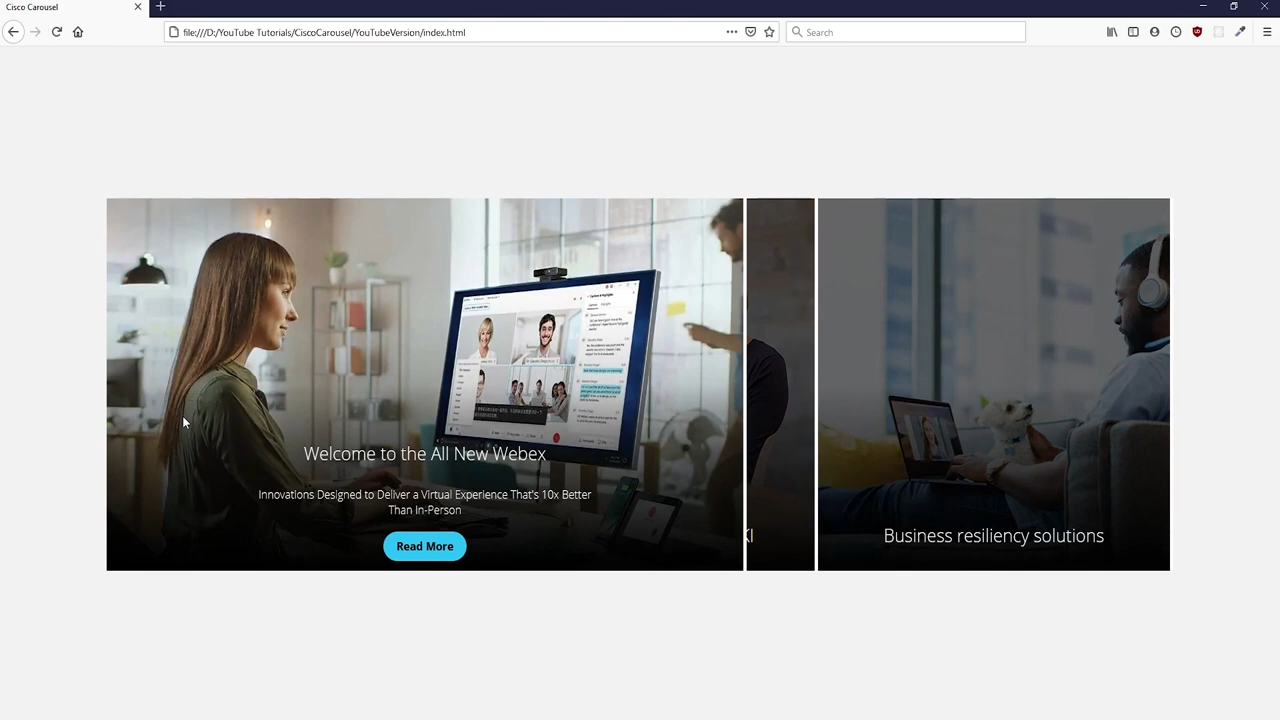 Cisco Carousel
file:///D:/YouTube Tutorials/CiscoCarousel/YouTubeVersion/index.html
Search
Welcome to the All New Webex
Innovations Designed to Deliver a Virtual Experience That's 10x Better
Than In-Person
Read More
Business resiliency solutions